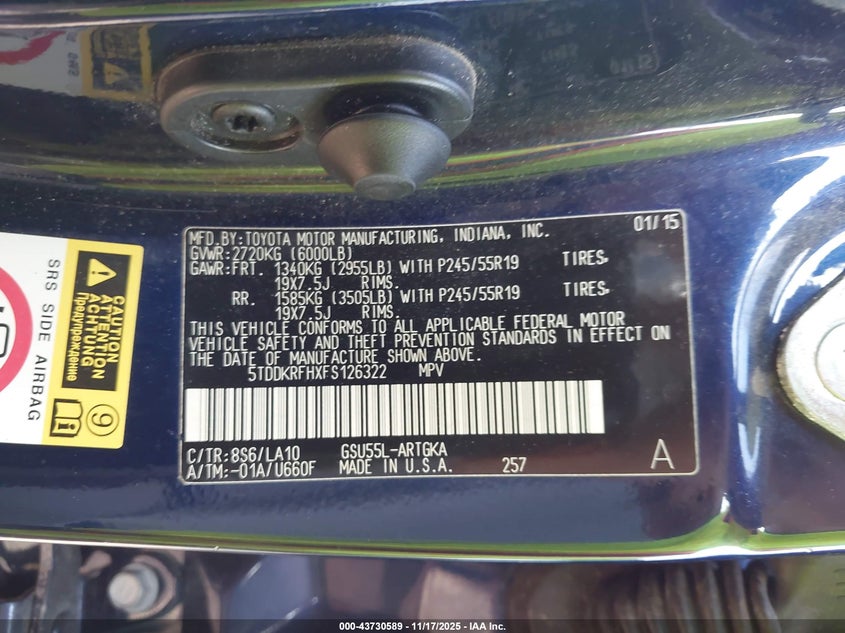 MFD.BY:TOYOTA MOTOR MANUFACTURING, INDIANA, INC. 01/15
GVWR:2720KG (6000LB)
GAWR:FRT. 1340KG (2955LB) WITH P245/55R19 TIRES,
19X7.5J RIMS.
RR. 1585KG (3505LB) WITH P245/55R19 TIRES,
19X7.5J RIMS.
THIS VEHICLE CONFORMS TO ALL APPLICABLE FEDERAL MOTOR
VEHICLE SAFETY AND THEFT PREVENTION STANDARDS IN EFFECT ON
THE DATE OF MANUFACTURE SHOWN ABOVE.
5TDDKRFHXFS126322 MPV
C/TR:8S6/LA10 GSU55L-ARTGKA
A/TM:-01A/U660F MADE IN U.S.A. 257 A
CAUTION
ATTENTION
ACHTUNG
Предупреждение
SRS SIDE AIRBAG
9
000-43730589 - 11/17/2025 - IAA Inc.